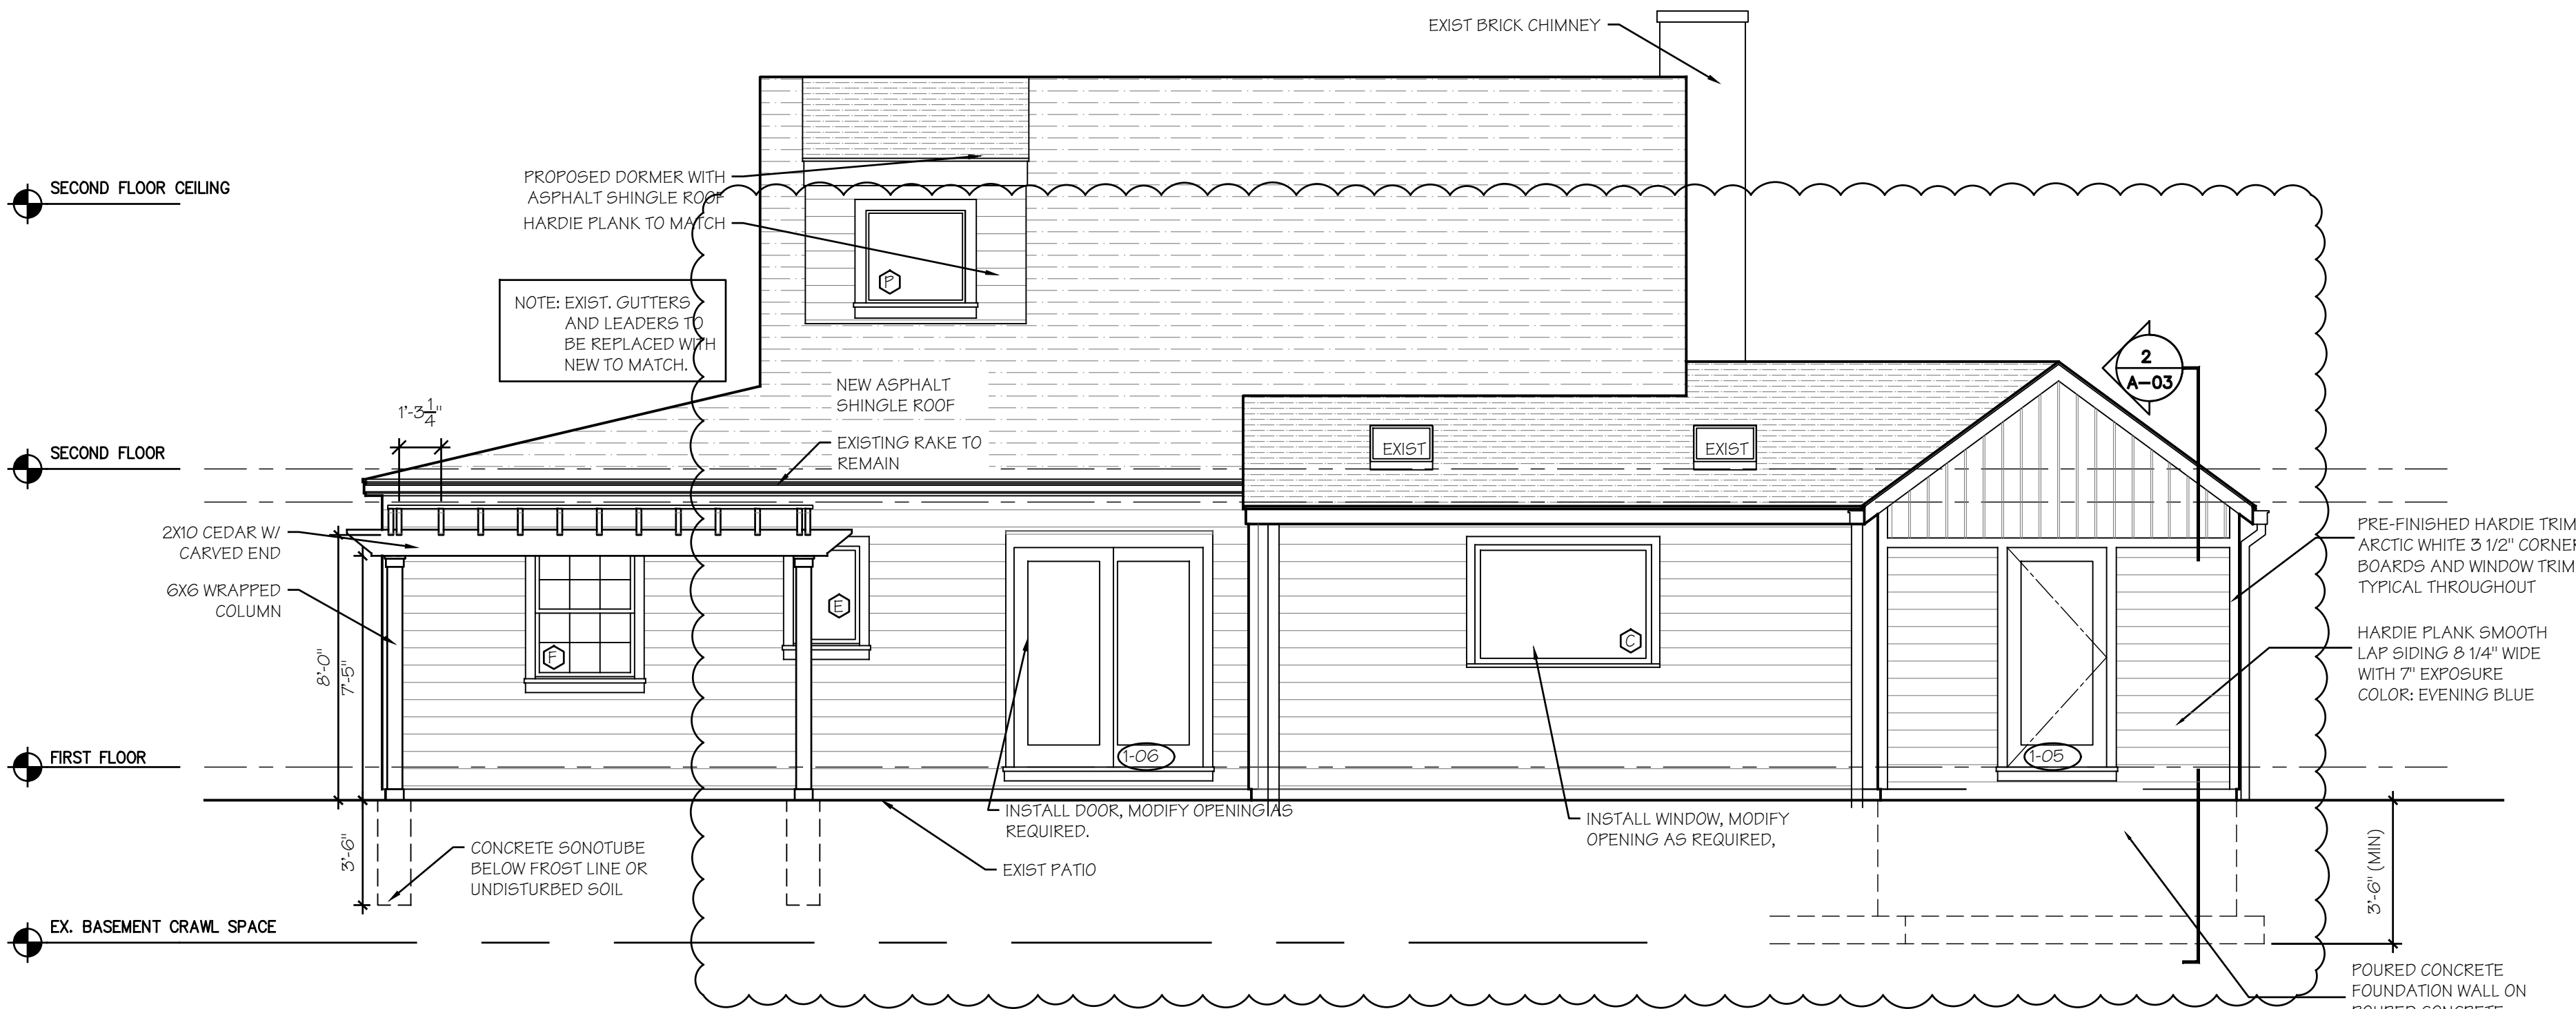 EXIST BRICK CHIMNEY
SECOND FLOOR CEILING
PROPOSED DORMER WITH
ASPHALT SHINGLE ROOF
HARDIE PLANK TO MATCH
P
NOTE: EXIST. GUTTERS
AND LEADERS TO
BE REPLACED WITH
NEW TO MATCH.
2
A-03
NEW ASPHALT
SHINGLE ROOF
1'-3 1/4"
EXISTING RAKE TO
REMAIN
EXIST
EXIST
SECOND FLOOR
2X10 CEDAR W/
CARVED END
6X6 WRAPPED
COLUMN
PRE-FINISHED HARDIE TRIM
ARCTIC WHITE 3 1/2" CORNER
BOARDS AND WINDOW TRIM
TYPICAL THROUGHOUT
HARDIE PLANK SMOOTH
LAP SIDING 8 1/4" WIDE
WITH 7" EXPOSURE
COLOR: EVENING BLUE
E
F
C
8'-0"
7'-5"
FIRST FLOOR
1-06
1-05
INSTALL DOOR, MODIFY OPENING AS
REQUIRED.
INSTALL WINDOW, MODIFY
OPENING AS REQUIRED,
EXIST PATIO
3'-6"
CONCRETE SONOTUBE
BELOW FROST LINE OR
UNDISTURBED SOIL
3'-6" (MIN)
EX. BASEMENT CRAWL SPACE
POURED CONCRETE
FOUNDATION WALL ON
POURED CONCRETE